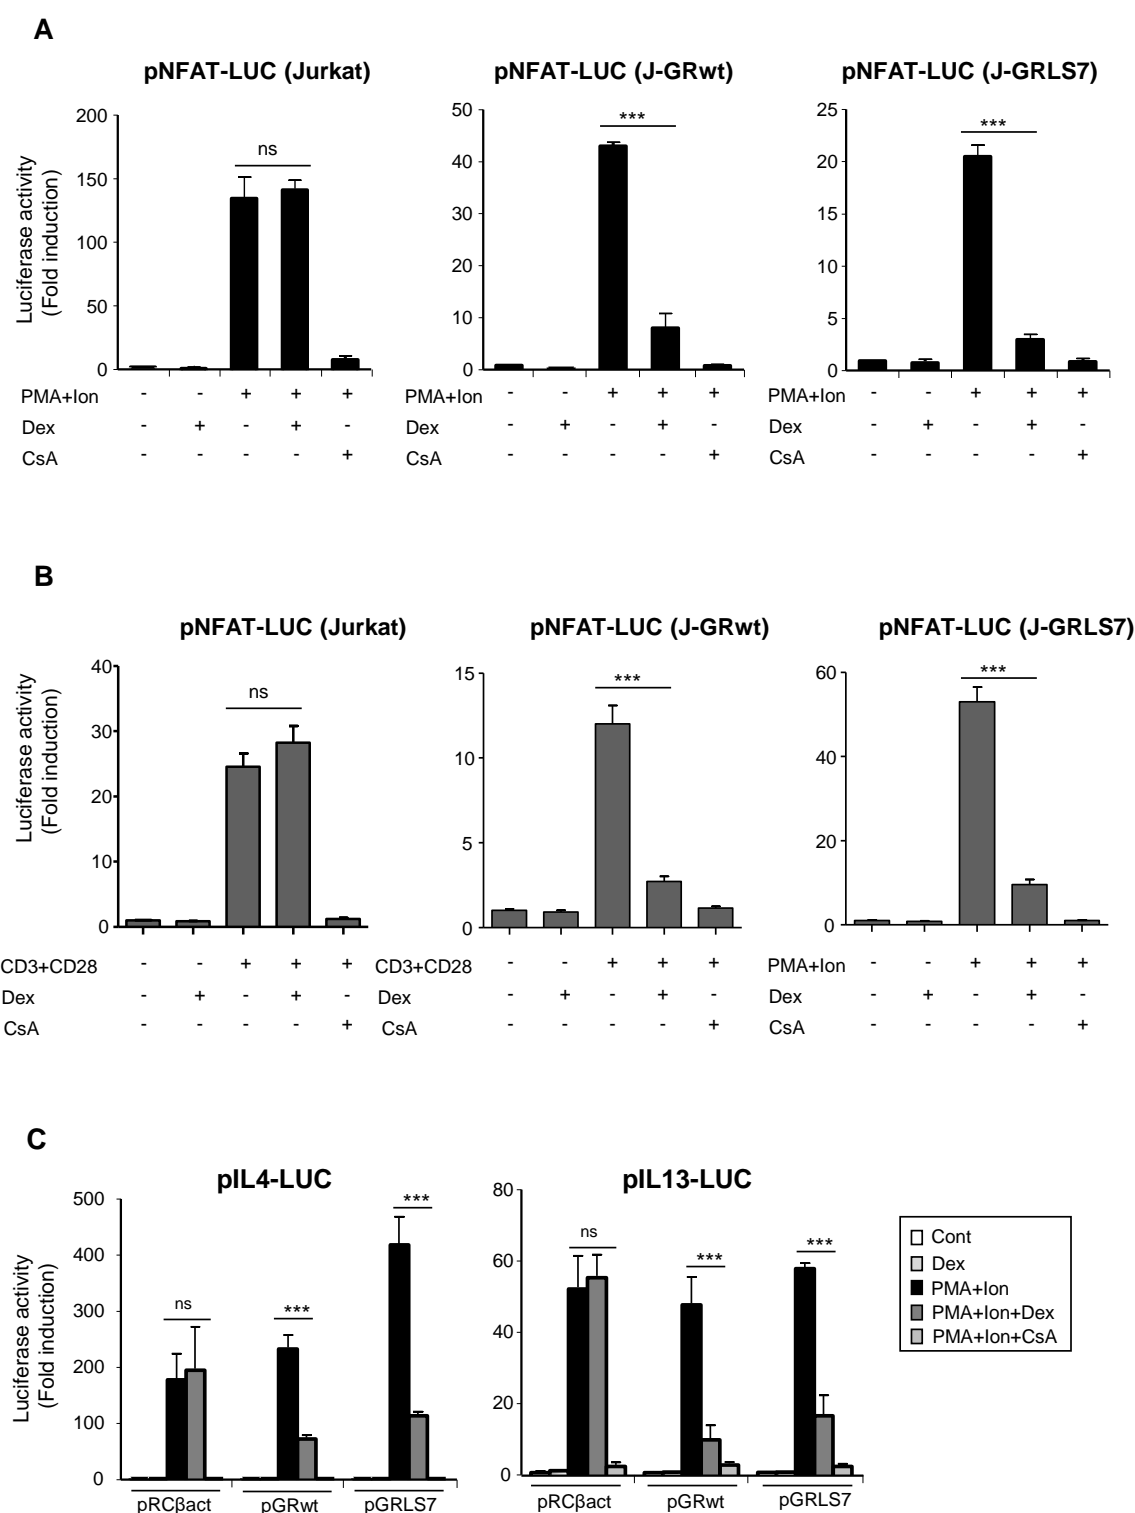 A
pNFAT-LUC (Jurkat) pNFAT-LUC (J-GRwt) pNFAT-LUC (J-GRLS7)
Luciferase activity
(Fold induction)
200
150
100
50
0
ns
50
40
30
20
10
0
***
25
20
15
10
5
0
***
PMA+Ion - - + + + PMA+Ion - - + + + PMA+Ion - - + + +
Dex - + - + - Dex - + - + - Dex - + - + -
CsA - - - - + CsA - - - - + CsA - - - - +
B
pNFAT-LUC (Jurkat) pNFAT-LUC (J-GRwt) pNFAT-LUC (J-GRLS7)
Luciferase activity
(Fold induction)
40
30
20
10
0
ns
15
10
5
0
***
60
40
20
0
***
CD3+CD28 - - + + + CD3+CD28 - - + + + PMA+Ion - - + + +
Dex - + - + - Dex - + - + - Dex - + - + -
CsA - - - - + CsA - - - - + CsA - - - - +
C
pIL4-LUC pIL13-LUC
Luciferase activity
(Fold induction)
500
400
300
200
100
0
ns
***
***
pRCβact pGRwt pGRLS7
80
60
40
20
0
ns
***
***
pRCβact pGRwt pGRLS7
Cont
Dex
PMA+Ion
PMA+Ion+Dex
PMA+Ion+CsA